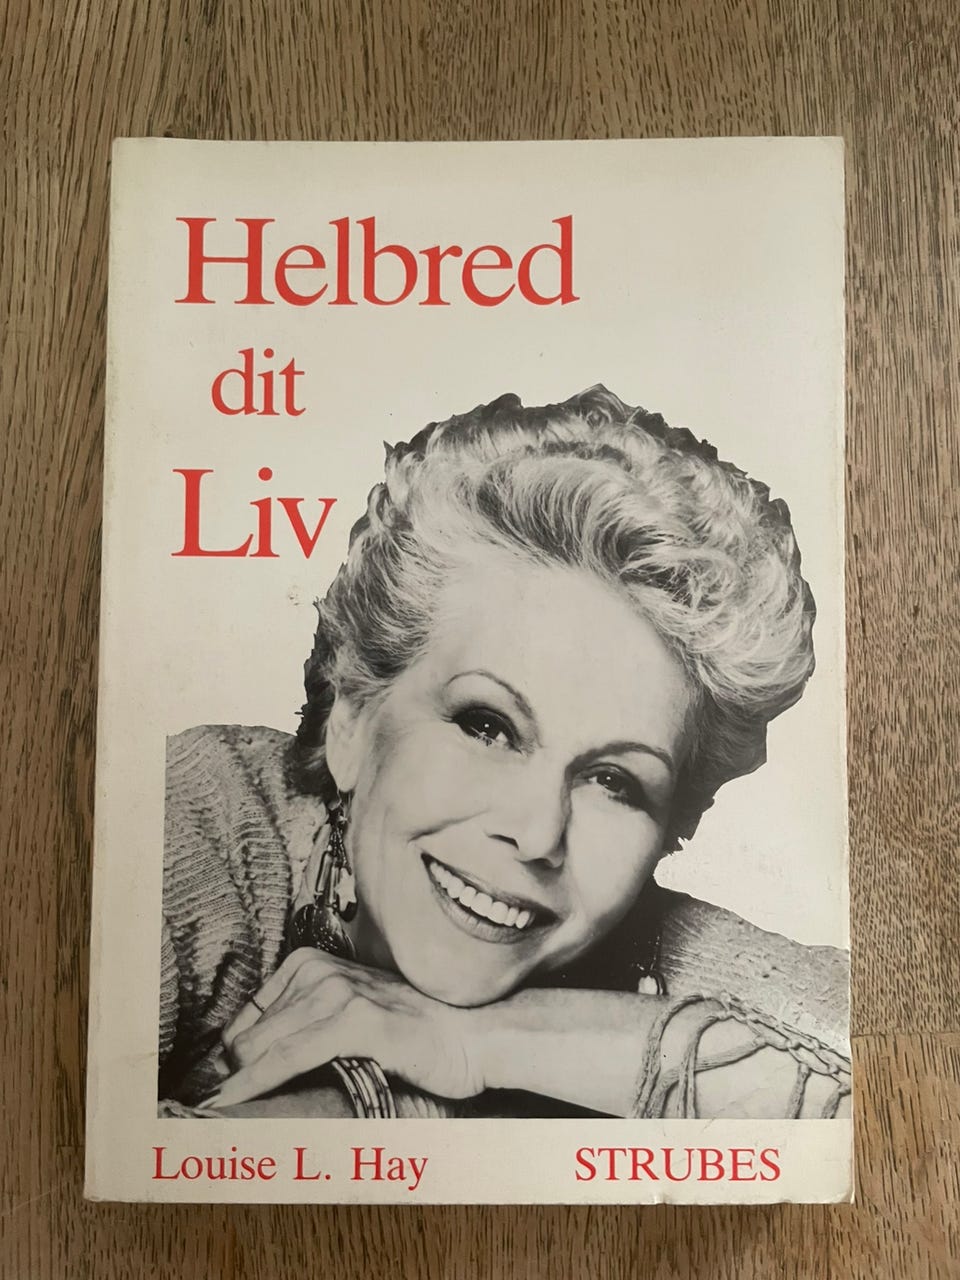 Helbred
dit
Liv
Louise L. Hay STRUBES